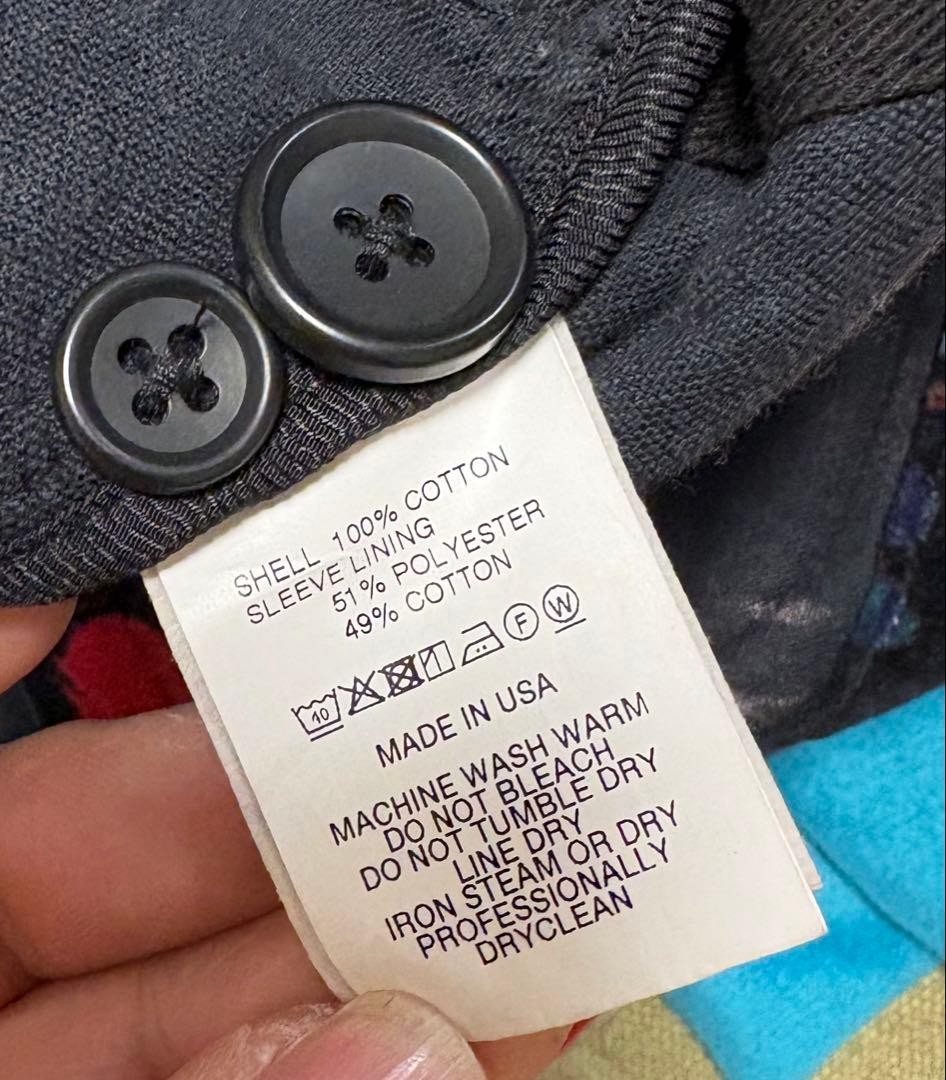 SHELL 100% COTTON
SLEEVE LINING
51% POLYESTER
49% COTTON
40 F W
MADE IN USA
MACHINE WASH WARM
DO NOT BLEACH
DO NOT TUMBLE DRY
LINE DRY
IRON STEAM OR DRY
PROFESSIONALLY
DRYCLEAN